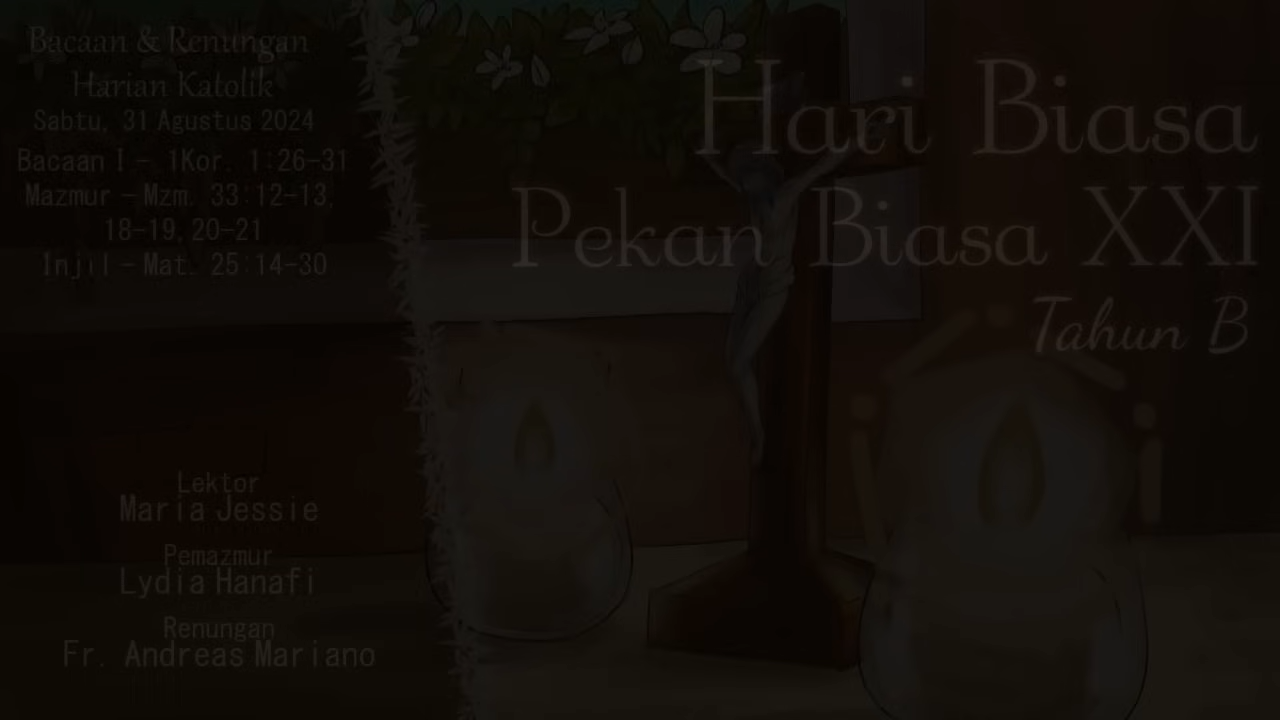 Bacaan & Renungan
Harian Katolik
Sabtu, 31 Agustus 2024
Bacaan I - 1Kor. 1:26-31
Mazmur - Mzm. 33:12-13,
18-19,20-21
Injil - Mat. 25:14-30
Lektor
Maria Jessie
Pemazmur
Lydia Hanafi
Renungan
Fr. Andreas Mariano
Hari Biasa
Pekan Biasa XXI
Tahun B